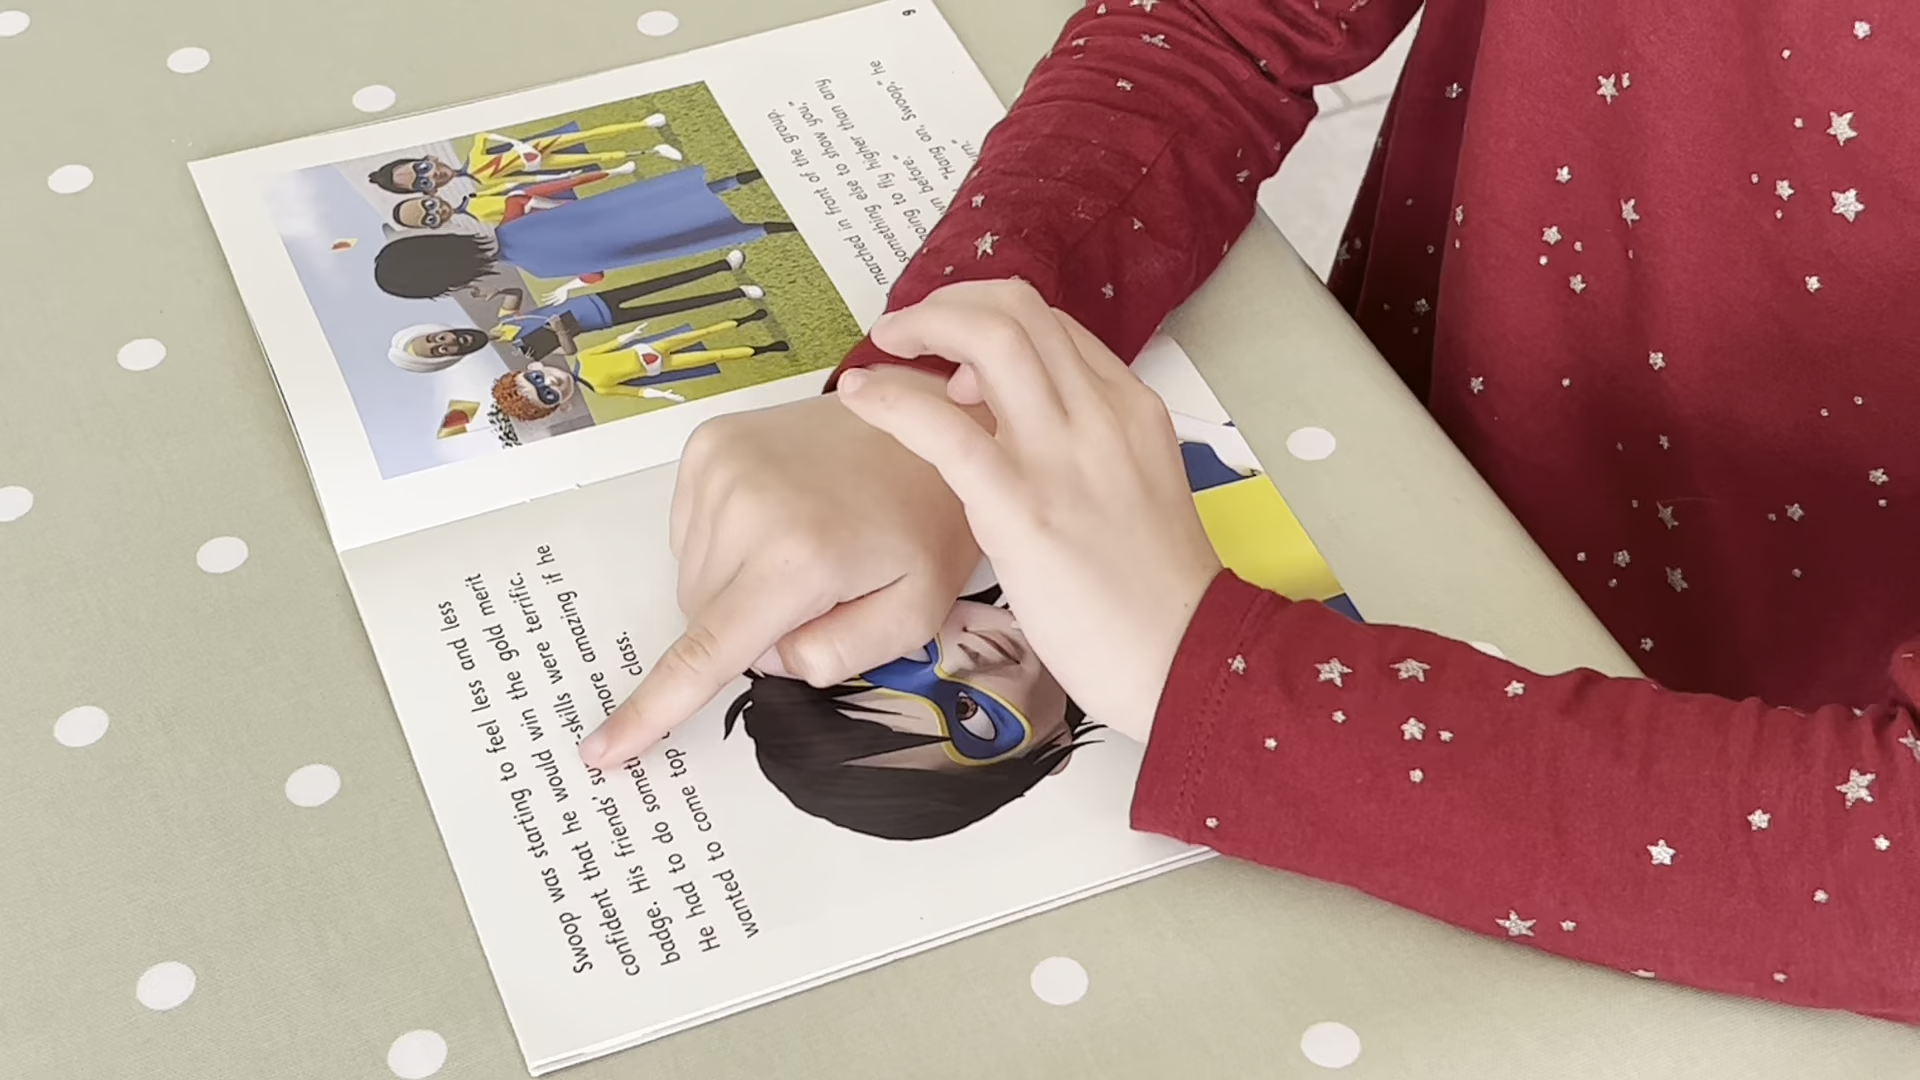 Swoop was starting to feel less and less
confident that he would win the gold merit
badge. His friends' su -skills were terrific.
He had to do someth more amazing if he
wanted to come top class.
marched in front of the group.
something else to show you,"
going to fly higher than any
before."
"Hang on, Swoop," he
9